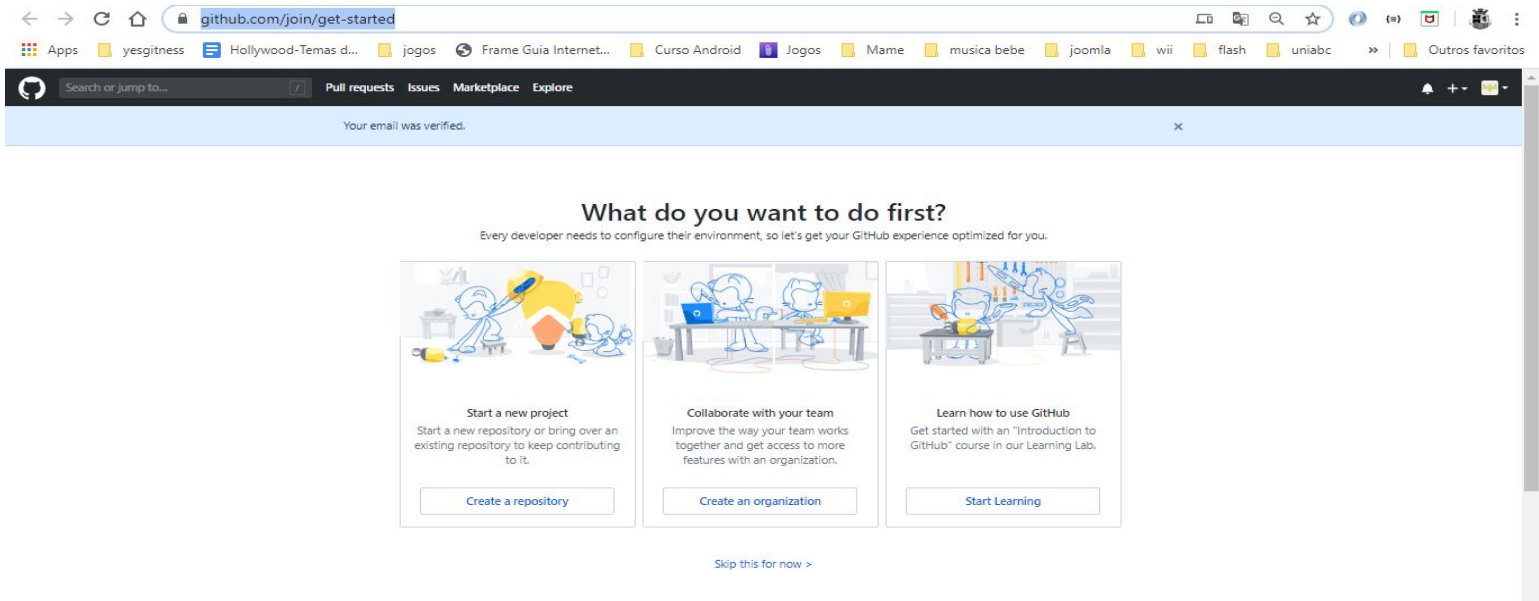 github.com/join/get-started
Apps yesgitness Hollywood-Temas d... jogos Frame Guia Internet... Curso Android Jogos Mame musica bebe joomla wii flash uniabc » Outros favoritos
Search or jump to... / Pull requests Issues Marketplace Explore
Your email was verified.
What do you want to do first?
Every developer needs to configure their environment, so let's get your GitHub experience optimized for you.
Start a new project
Start a new repository or bring over an
existing repository to keep contributing
to it.
Create a repository
Collaborate with your team
Improve the way your team works
together and get access to more
features with an organization.
Create an organization
Learn how to use GitHub
Get started with an "Introduction to
GitHub" course in our Learning Lab.
Start Learning
Skip this for now >